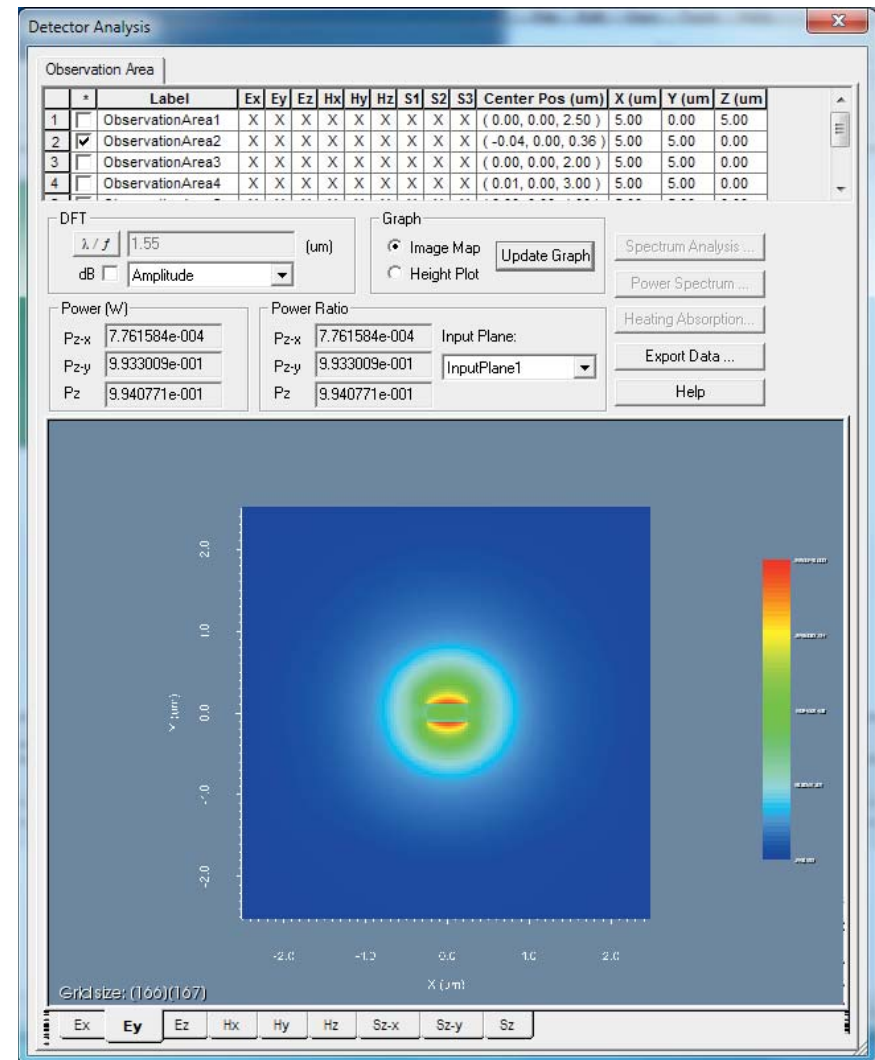 Detector Analysis
Observation Area
* Label Ex Ey Ez Hx Hy Hz S1 S2 S3 Center Pos (um) X (um Y (um Z (um
1 ObservationArea1 X X X X X X X X X ( 0.00, 0.00, 2.50 ) 5.00 0.00 5.00
2 ObservationArea2 X X X X X X X X X ( -0.04, 0.00, 0.36 ) 5.00 5.00 0.00
3 ObservationArea3 X X X X X X X X X ( 0.00, 0.00, 2.00 ) 5.00 5.00 0.00
4 ObservationArea4 X X X X X X X X X ( 0.01, 0.00, 3.00 ) 5.00 5.00 0.00
DFT
λ / f 1.55 (um)
dB Amplitude
Graph
Image Map
Height Plot
Update Graph
Spectrum Analysis ...
Power Spectrum ...
Heating Absorption...
Export Data ...
Help
Power (W)
Pz-x 7.761584e-004
Pz-y 9.933009e-001
Pz 9.940771e-001
Power Ratio
Pz-x 7.761584e-004
Pz-y 9.933009e-001
Pz 9.940771e-001
Input Plane:
InputPlane1
2.0
1.0
0.0
-1.0
-2.0
Y (um)
-2.0 -1.0 0.0 1.0 2.0
X (um)
Grid size: (166)(167)
Ex Ey Ez Hx Hy Hz Sz-x Sz-y Sz